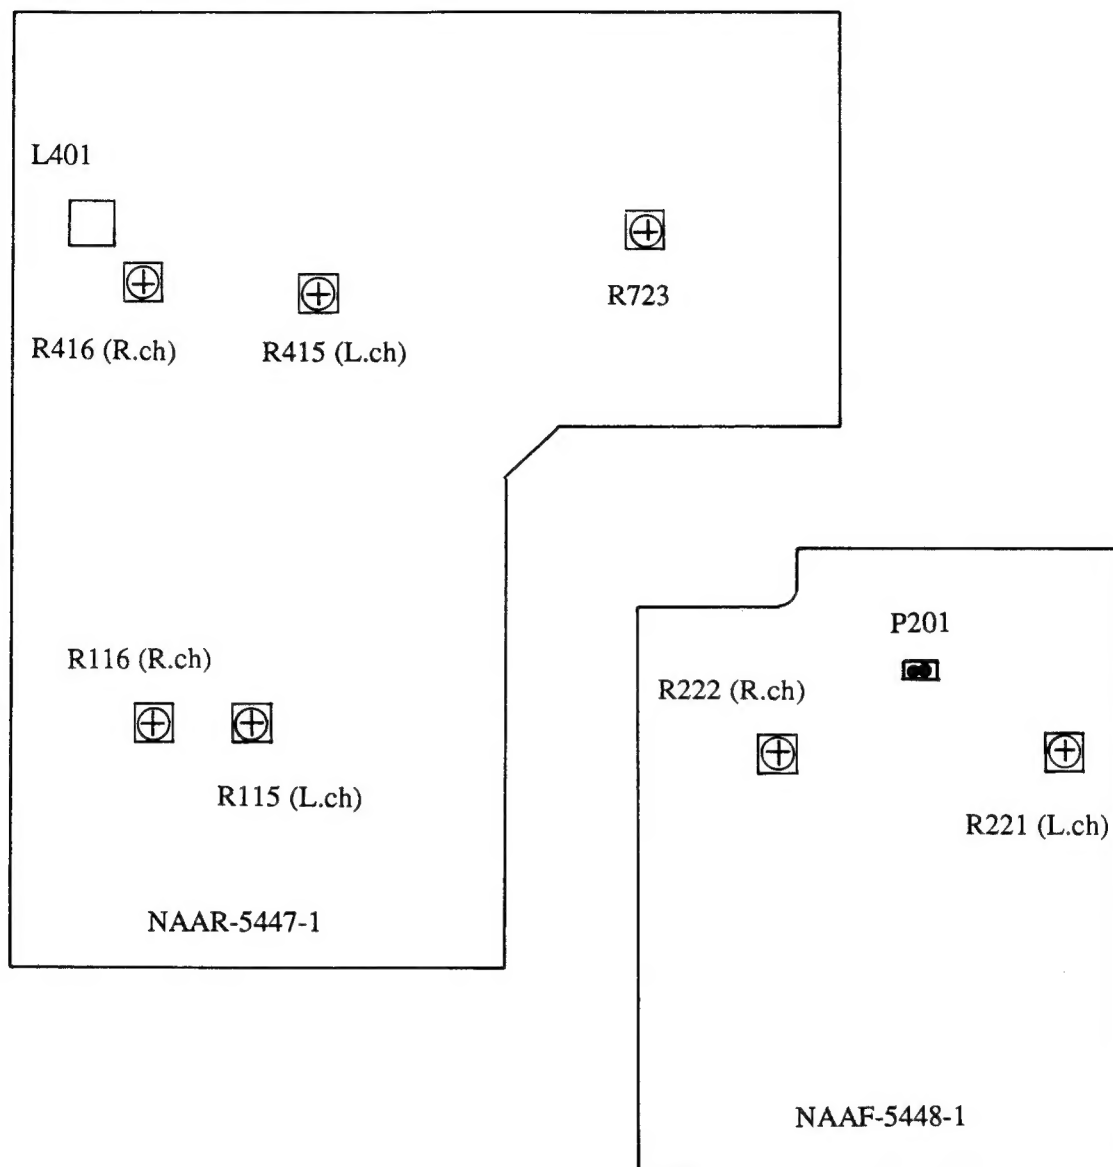 L401
R723
R416 (R.ch)
R415 (L.ch)
R116 (R.ch)
R115 (L.ch)
NAAR-5447-1
P201
R222 (R.ch)
R221 (L.ch)
NAAF-5448-1